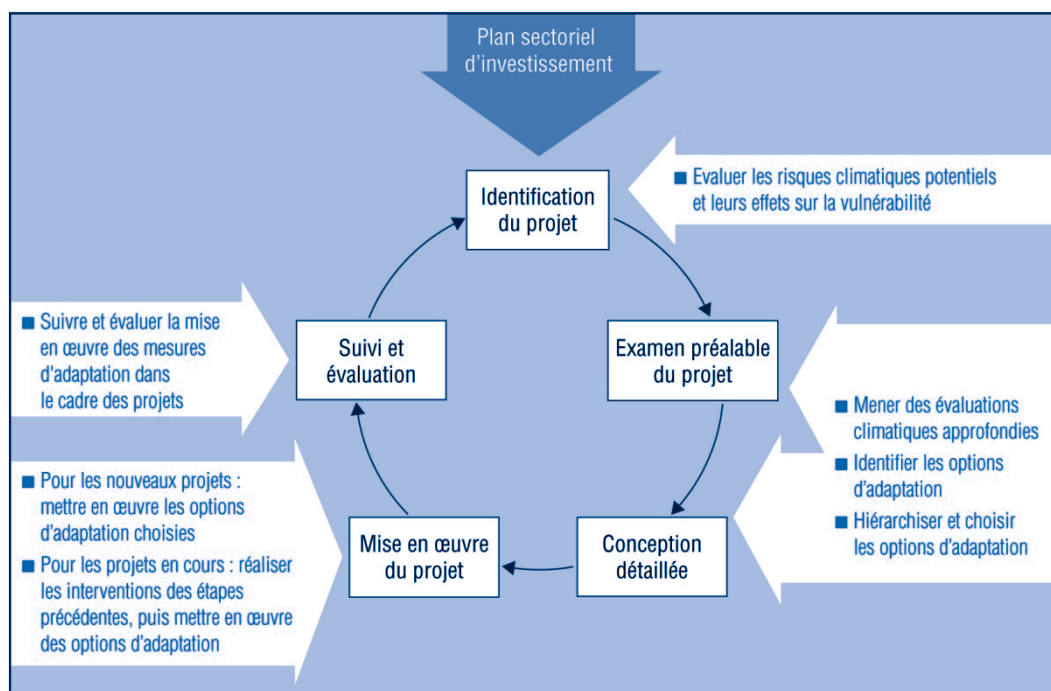 Plan sectoriel
d'investissement
Identification
du projet
■ Evaluer les risques climatiques potentiels
et leurs effets sur la vulnérabilité
Examen préalable
du projet
■ Mener des évaluations
climatiques approfondies
■ Identifier les options
d'adaptation
■ Hiérarchiser et choisir
les options d'adaptation
Conception
détaillée
Mise en œuvre
du projet
■ Pour les nouveaux projets :
mettre en œuvre les options
d'adaptation choisies
■ Pour les projets en cours : réaliser
les interventions des étapes
précédentes, puis mettre en œuvre
des options d'adaptation
Suivi et
évaluation
■ Suivre et évaluer la mise
en œuvre des mesures
d'adaptation dans
le cadre des projets